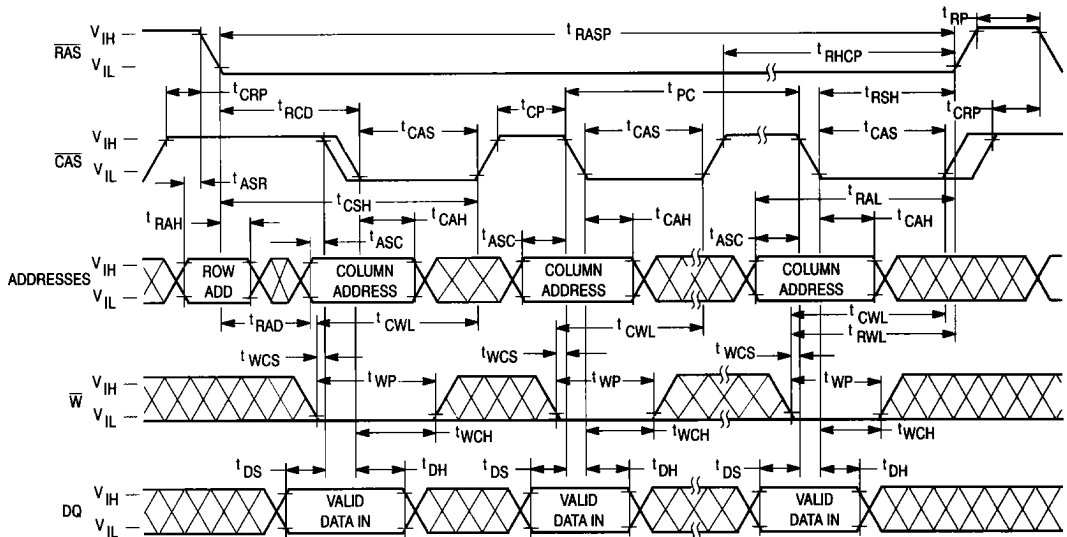 t RP
V IH
RAS
V IL
t RASP
t RHCP
t CRP
t RCD
t CP
t PC
t RSH
t CRP
V IH
CAS
V IL
t CAS
t CAS
t CAS
t ASR
t RAH
t CSH
t CAH
t CAH
t RAL
t CAH
t ASC
t ASC
t ASC
ADDRESSES
V IH
V IL
ROW
ADD
COLUMN
ADDRESS
COLUMN
ADDRESS
COLUMN
ADDRESS
t RAD
t CWL
t CWL
t CWL
t RWL
t WCS
t WCS
t WCS
V IH
W
V IL
t WP
t WP
t WP
t WCH
t WCH
t WCH
t DS
t DH
t DS
t DH
t DS
t DH
V IH
DQ
V IL
VALID
DATA IN
VALID
DATA IN
VALID
DATA IN